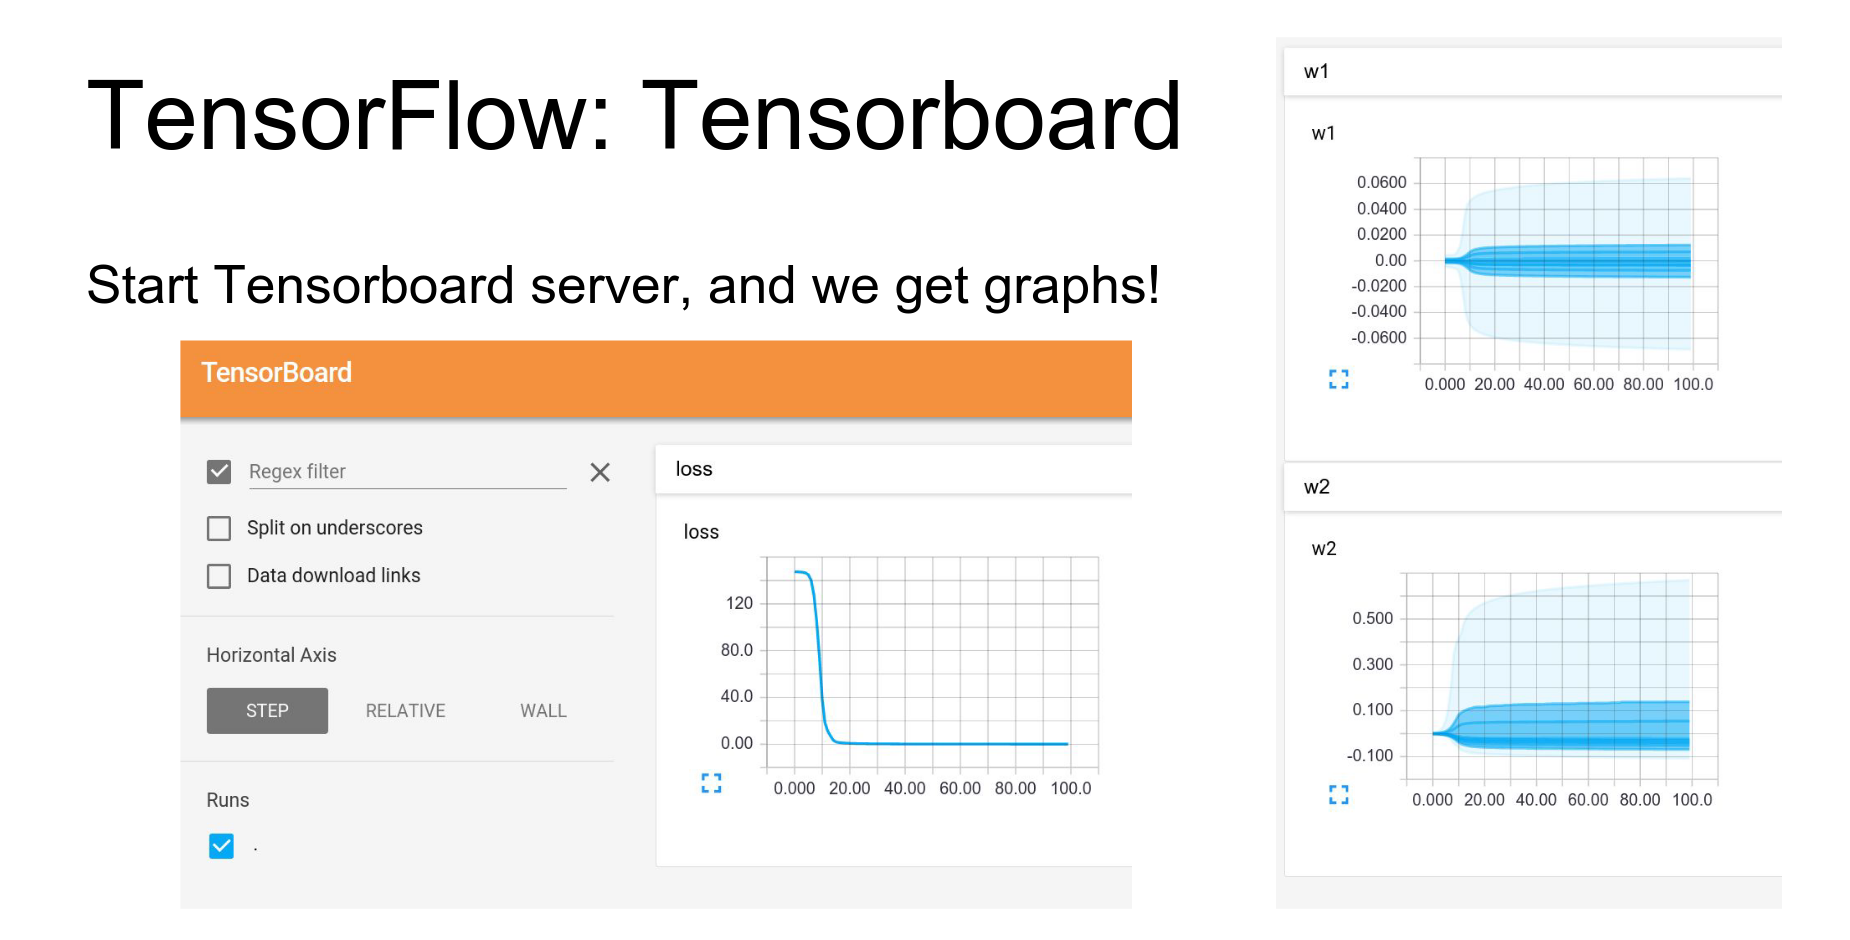 TensorFlow: Tensorboard
Start Tensorboard server, and we get graphs!
TensorBoard
Regex filter
Split on underscores
Data download links
Horizontal Axis
STEP RELATIVE WALL
Runs
.
loss
loss
120
80.0
40.0
0.00
0.000 20.00 40.00 60.00 80.00 100.0
w1
w1
0.0600
0.0400
0.0200
0.00
-0.0200
-0.0400
-0.0600
0.000 20.00 40.00 60.00 80.00 100.0
w2
w2
0.500
0.300
0.100
-0.100
0.000 20.00 40.00 60.00 80.00 100.0